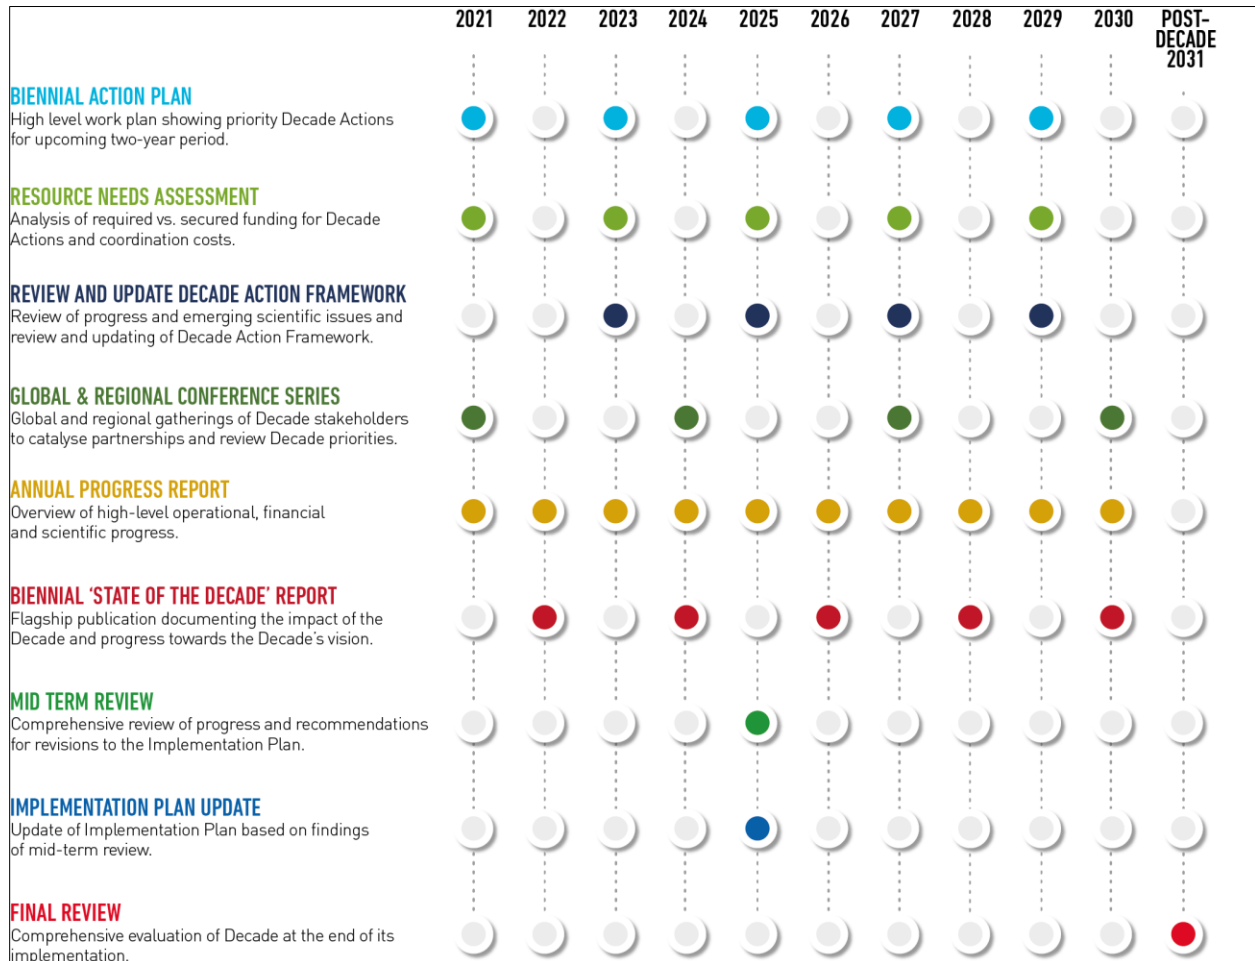 2021 2022 2023 2024 2025 2026 2027 2028 2029 2030 POST-
DECADE
2031
BIENNIAL ACTION PLAN
High level work plan showing priority Decade Actions
for upcoming two-year period.
RESOURCE NEEDS ASSESSMENT
Analysis of required vs. secured funding for Decade
Actions and coordination costs.
REVIEW AND UPDATE DECADE ACTION FRAMEWORK
Review of progress and emerging scientific issues and
review and updating of Decade Action Framework.
GLOBAL & REGIONAL CONFERENCE SERIES
Global and regional gatherings of Decade stakeholders
to catalyse partnerships and review Decade priorities.
ANNUAL PROGRESS REPORT
Overview of high-level operational, financial
and scientific progress.
BIENNIAL ‘STATE OF THE DECADE’ REPORT
Flagship publication documenting the impact of the
Decade and progress towards the Decade’s vision.
MID TERM REVIEW
Comprehensive review of progress and recommendations
for revisions to the Implementation Plan.
IMPLEMENTATION PLAN UPDATE
Update of Implementation Plan based on findings
of mid-term review.
FINAL REVIEW
Comprehensive evaluation of Decade at the end of its
implementation.